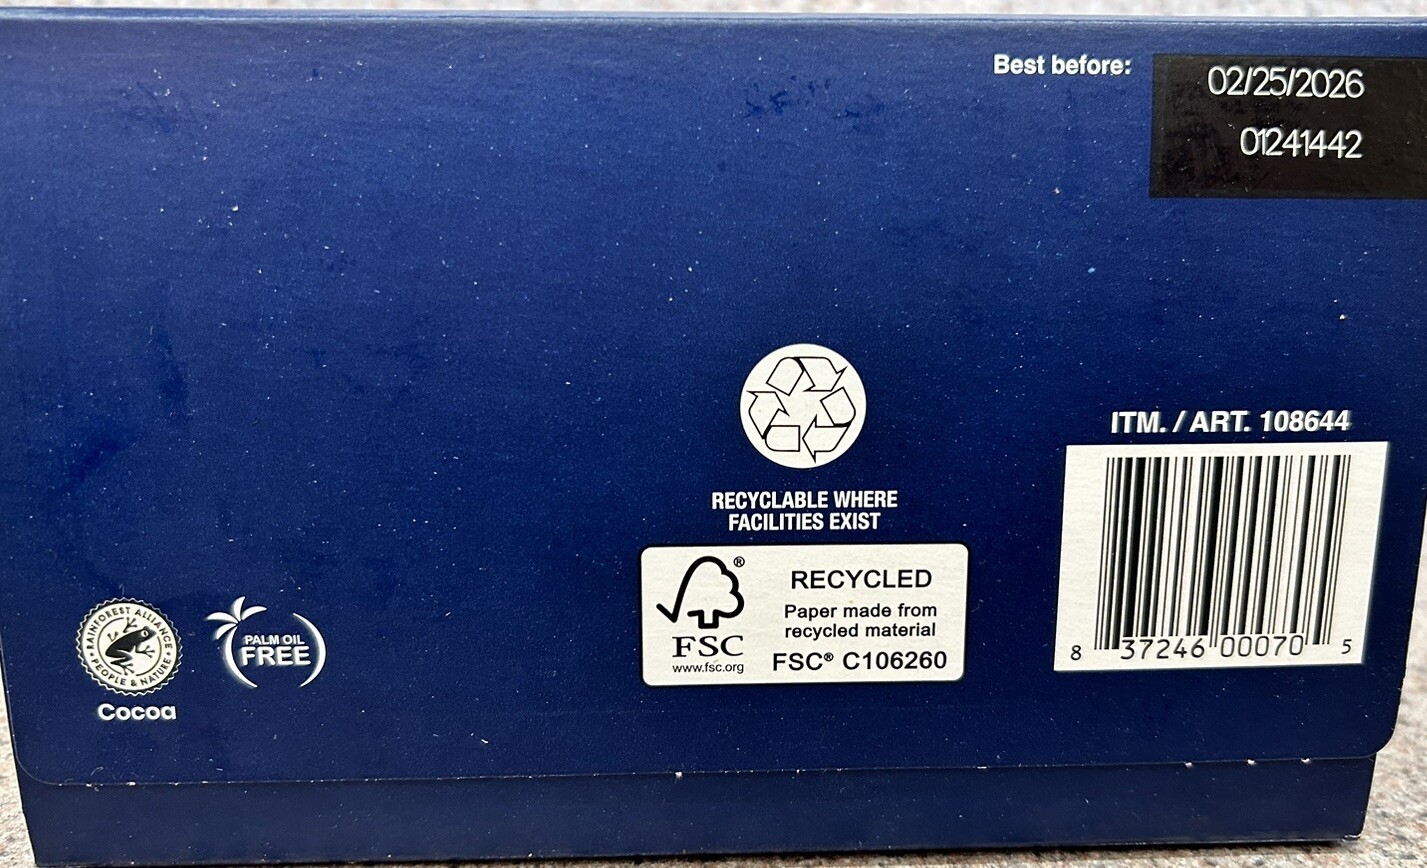 Best before:
02/25/2026
01241442
RECYCLABLE WHERE
FACILITIES EXIST
ITM. / ART. 108644
8 37246 00070 5
RAINFOREST ALLIANCE
PEOPLE & NATURE
Cocoa
PALM OIL
FREE
®
FSC
www.fsc.org
RECYCLED
Paper made from
recycled material
FSC® C106260